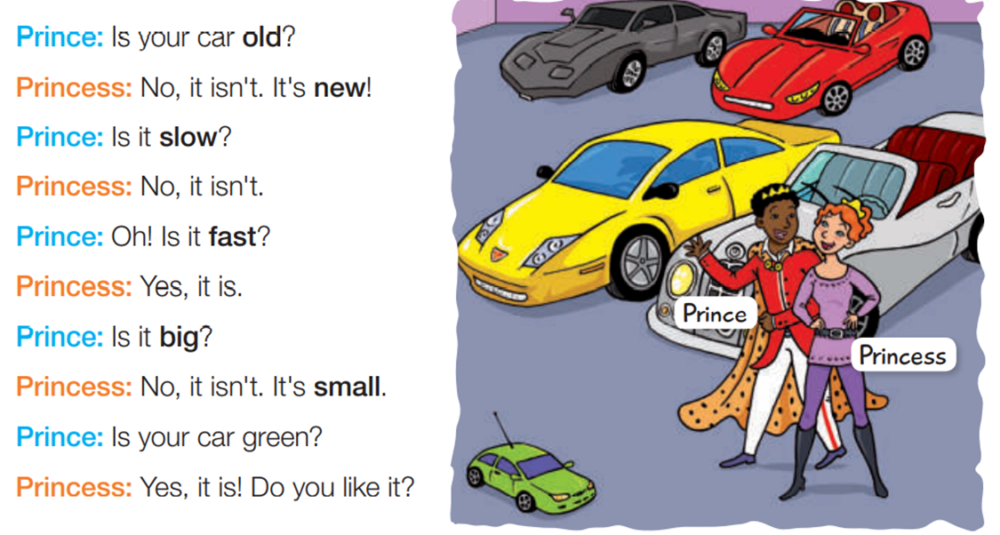 Prince: Is your car old?
Princess: No, it isn't. It's new!
Prince: Is it slow?
Princess: No, it isn't.
Prince: Oh! Is it fast?
Princess: Yes, it is.
Prince: Is it big?
Princess: No, it isn't. It's small.
Prince: Is your car green?
Princess: Yes, it is! Do you like it?
Prince
Princess